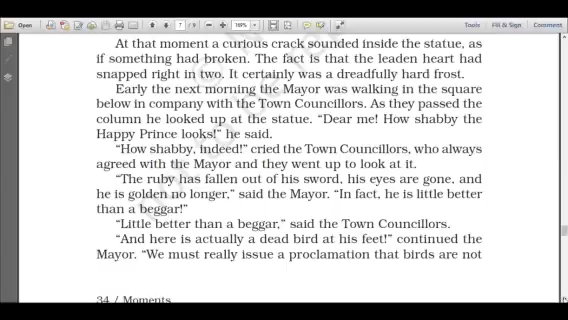 Open
7 / 9
189%
Tools
Fill & Sign
Comment
At that moment a curious crack sounded inside the statue, as
if something had broken. The fact is that the leaden heart had
snapped right in two. It certainly was a dreadfully hard frost.
Early the next morning the Mayor was walking in the square
below in company with the Town Councillors. As they passed the
column he looked up at the statue. “Dear me! How shabby the
Happy Prince looks!” he said.
“How shabby, indeed!” cried the Town Councillors, who always
agreed with the Mayor and they went up to look at it.
“The ruby has fallen out of his sword, his eyes are gone, and
he is golden no longer,” said the Mayor. “In fact, he is little better
than a beggar!”
“Little better than a beggar,” said the Town Councillors.
“And here is actually a dead bird at his feet!” continued the
Mayor. “We must really issue a proclamation that birds are not
34 / Moments